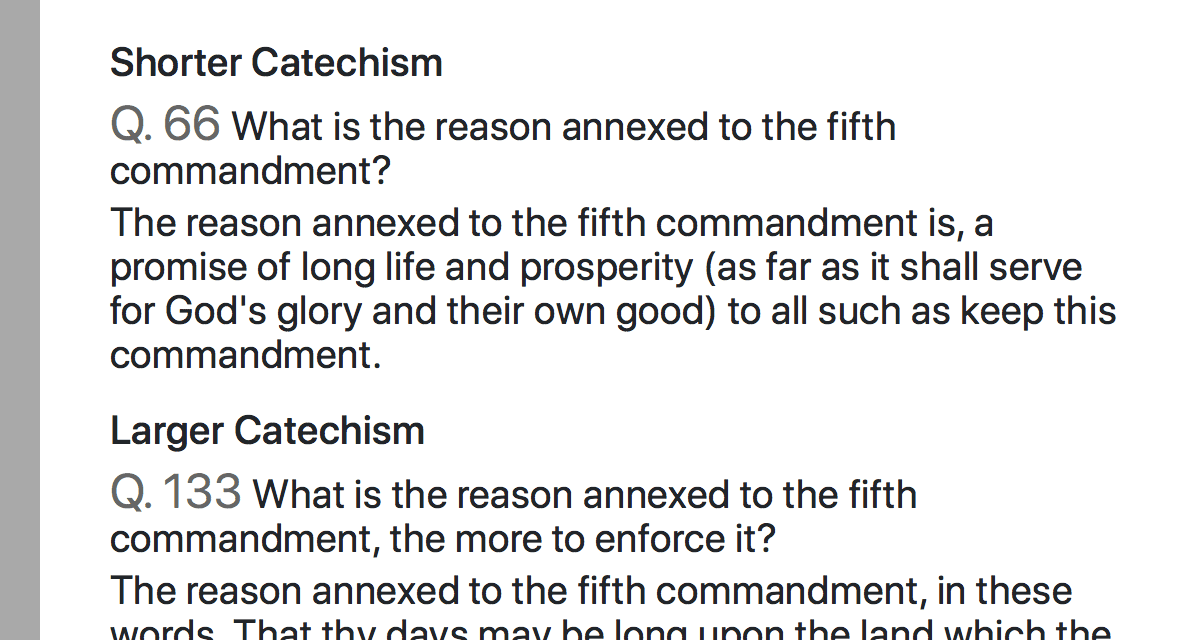 Shorter Catechism
Q. 66 What is the reason annexed to the fifth
commandment?
The reason annexed to the fifth commandment is, a
promise of long life and prosperity (as far as it shall serve
for God's glory and their own good) to all such as keep this
commandment.
Larger Catechism
Q. 133 What is the reason annexed to the fifth
commandment, the more to enforce it?
The reason annexed to the fifth commandment, in these
words, That thy days may be long upon the land which the